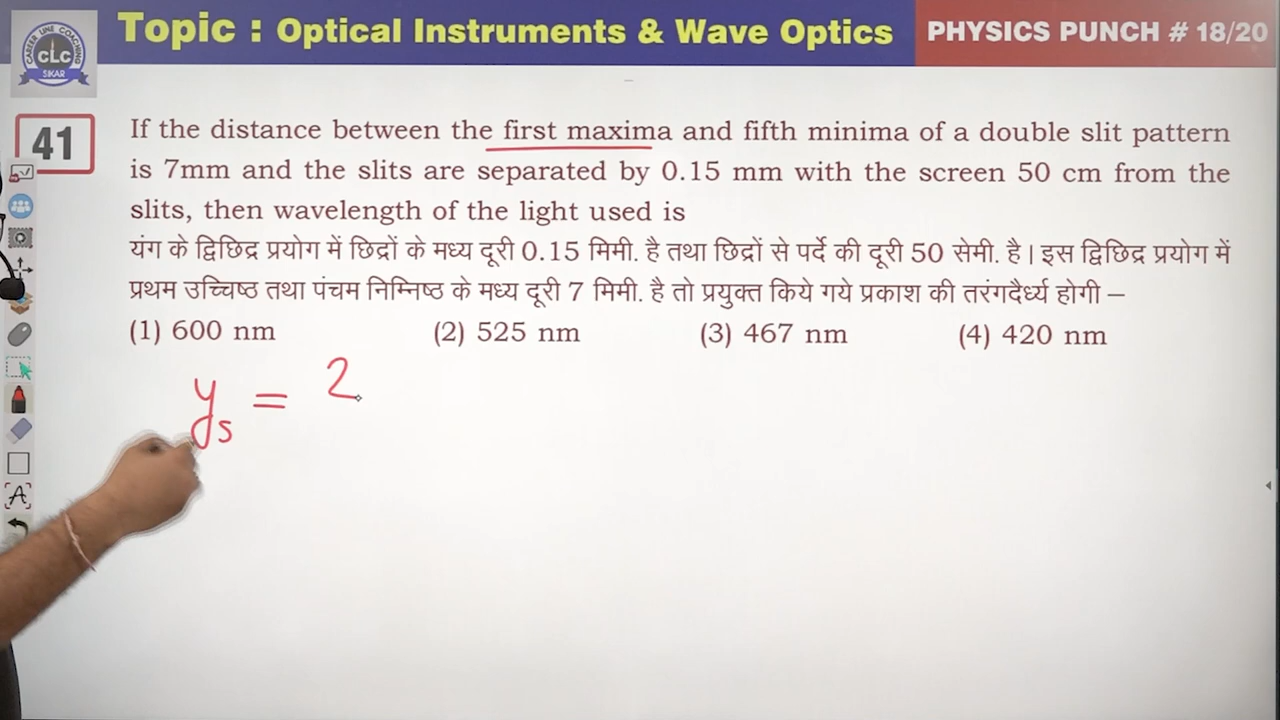 Topic : Optical Instruments & Wave Optics
PHYSICS PUNCH # 18/20
CAREER LINE COACHING
CLC
SIKAR
41
If the distance between the first maxima and fifth minima of a double slit pattern
is 7mm and the slits are separated by 0.15 mm with the screen 50 cm from the
slits, then wavelength of the light used is
यंग के द्विछिद्र प्रयोग में छिद्रों के मध्य दूरी 0.15 मिमी. है तथा छिद्रों से पर्दे की दूरी 50 सेमी. है। इस द्विछिद्र प्रयोग में
प्रथम उच्चिष्ठ तथा पंचम निम्निष्ठ के मध्य दूरी 7 मिमी. है तो प्रयुक्त किये गये प्रकाश की तरंगदैर्ध्य होगी –
(1) 600 nm (2) 525 nm (3) 467 nm (4) 420 nm
y5 = 2